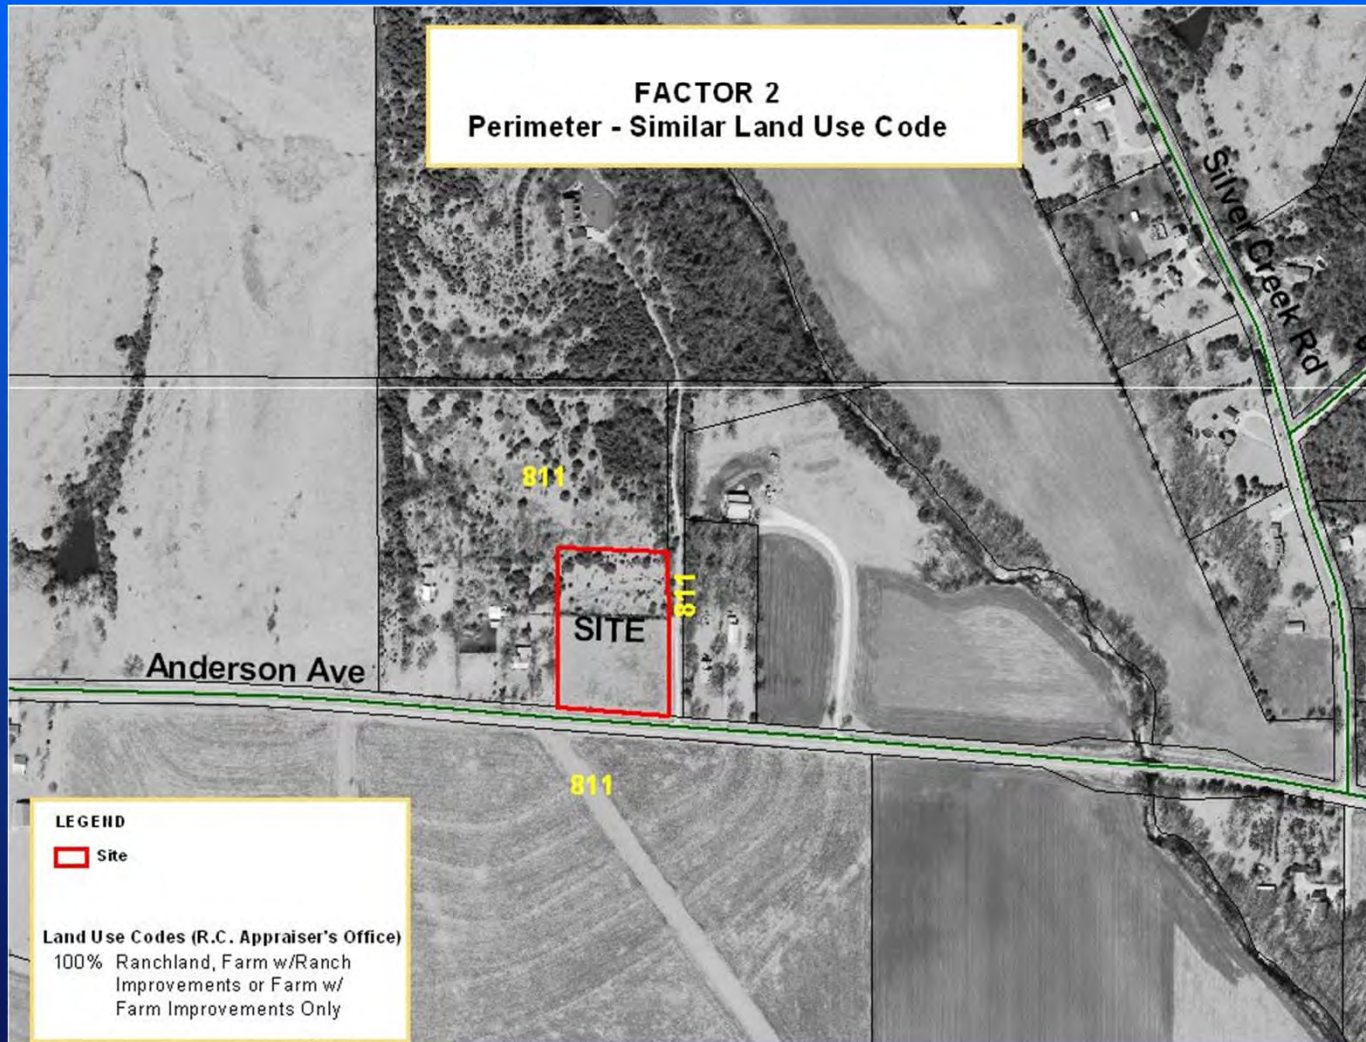 FACTOR 2
Perimeter - Similar Land Use Code
Silver Creek Rd
811
811
SITE
Anderson Ave
811
LEGEND
Site
Land Use Codes (R.C. Appraiser's Office)
100% Ranchland, Farm w/Ranch
Improvements or Farm w/
Farm Improvements Only